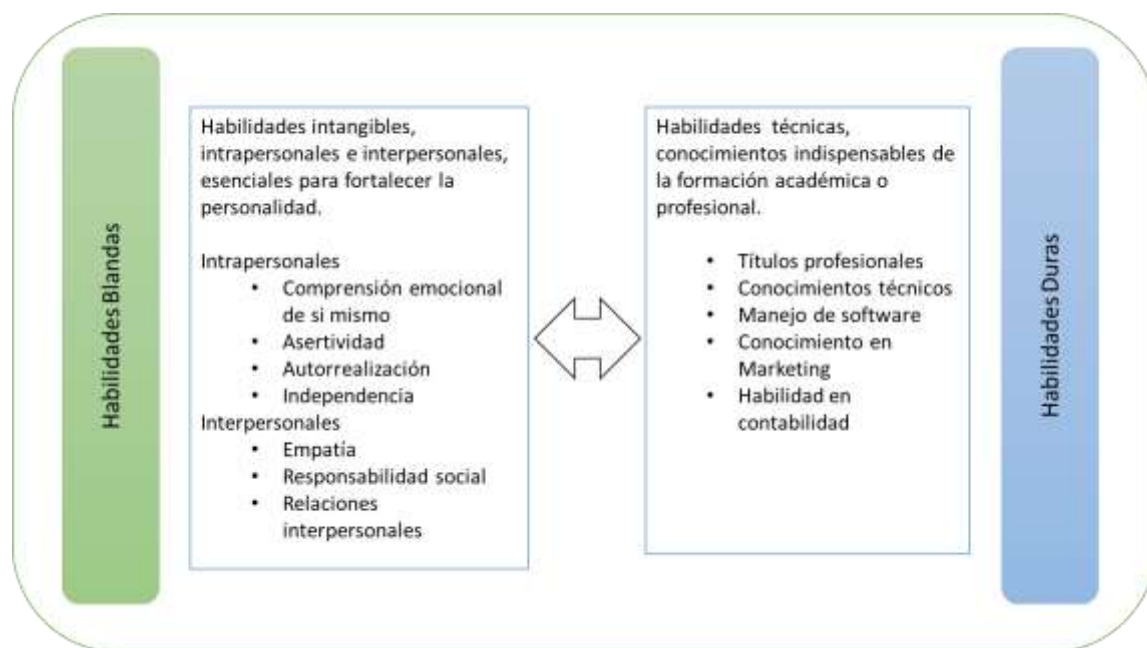 Habilidades Blandas
Habilidades intangibles,
intrapersonales e interpersonales,
esenciales para fortalecer la
personalidad.
Intrapersonales
• Comprensión emocional
de si mismo
• Asertividad
• Autorrealización
• Independencia
Interpersonales
• Empatía
• Responsabilidad social
• Relaciones
interpersonales
Habilidades técnicas,
conocimientos indispensables de
la formación académica o
profesional.
• Títulos profesionales
• Conocimientos técnicos
• Manejo de software
• Conocimiento en
Marketing
• Habilidad en
contabilidad
Habilidades Duras